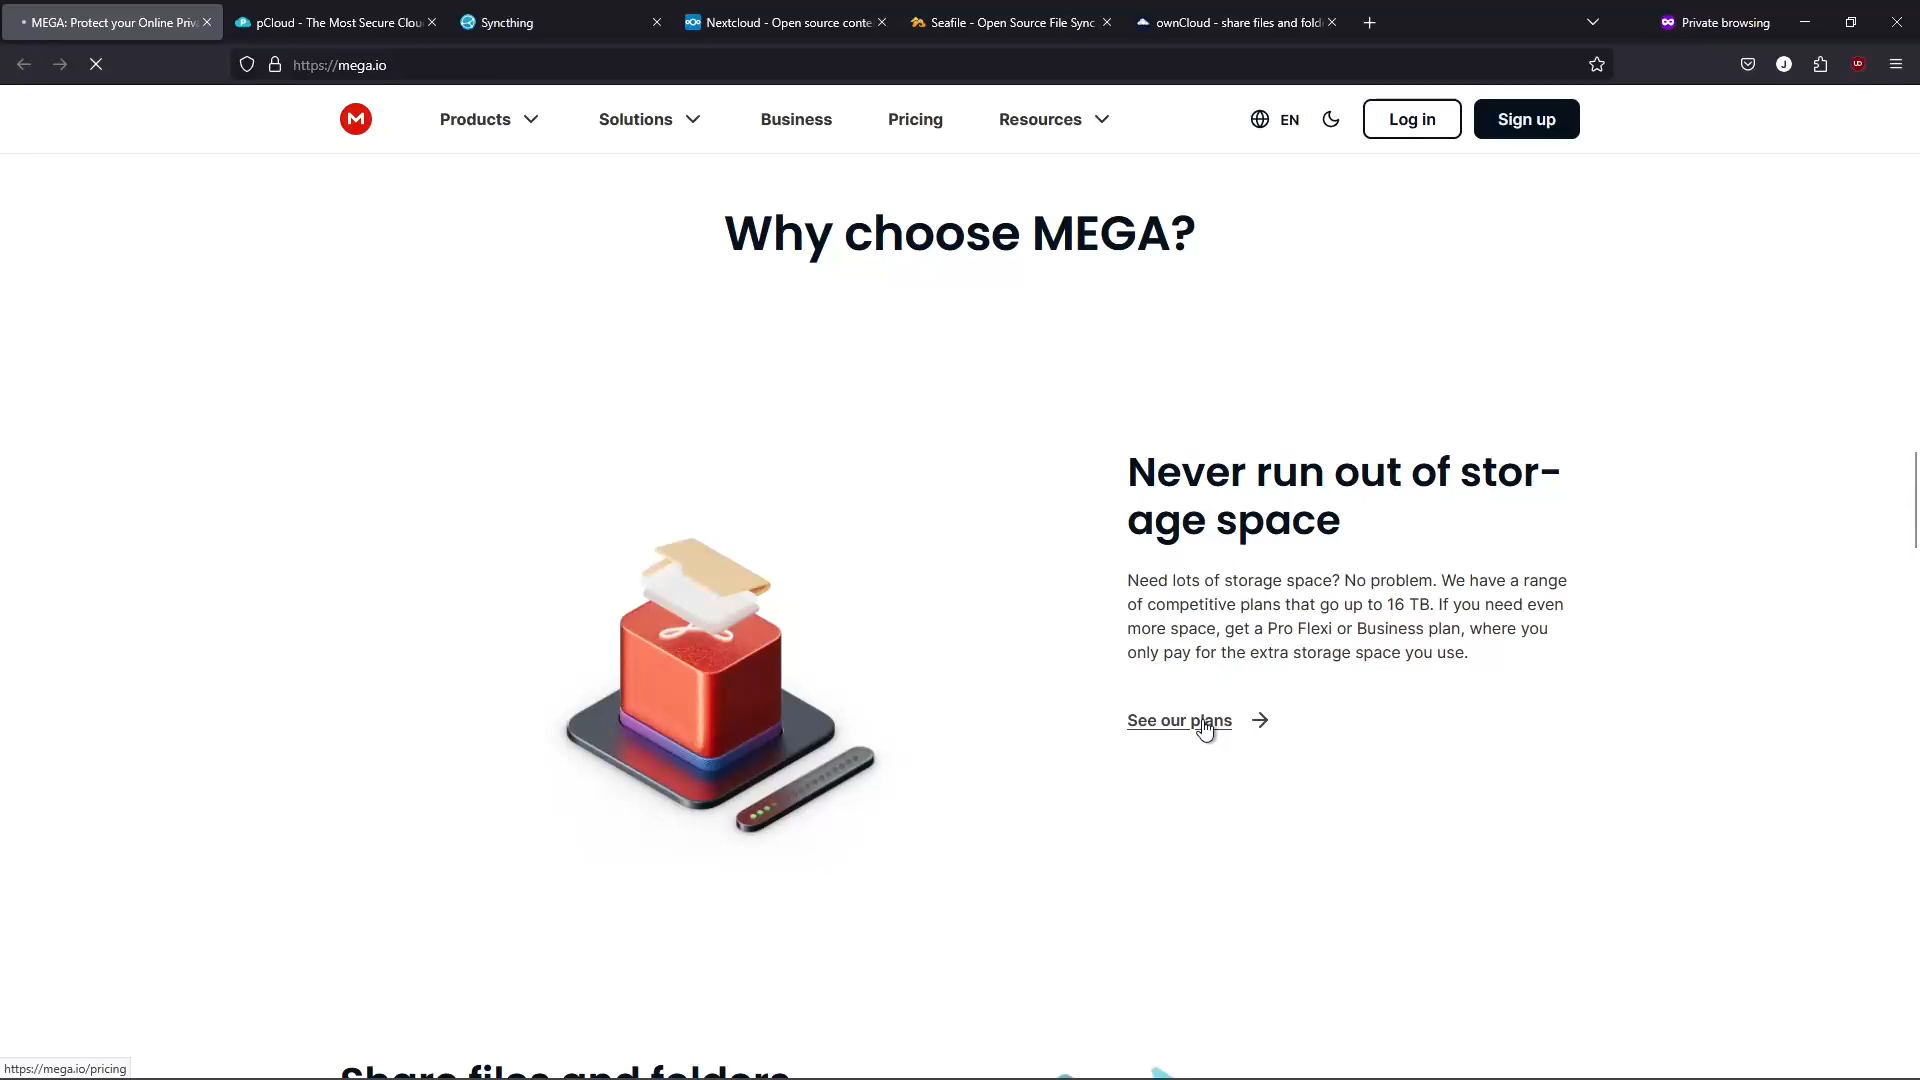 MEGA: Protect your Online Priva
pCloud - The Most Secure Clou
Syncthing
Nextcloud - Open source conte
Seafile - Open Source File Sync
ownCloud - share files and fold
Private browsing
https://mega.io
J
M
Products
Solutions
Business
Pricing
Resources
EN
Log in
Sign up
Why choose MEGA?
Never run out of stor-
age space
Need lots of storage space? No problem. We have a range
of competitive plans that go up to 16 TB. If you need even
more space, get a Pro Flexi or Business plan, where you
only pay for the extra storage space you use.
See our plans
Share files and folders
https://mega.io/pricing